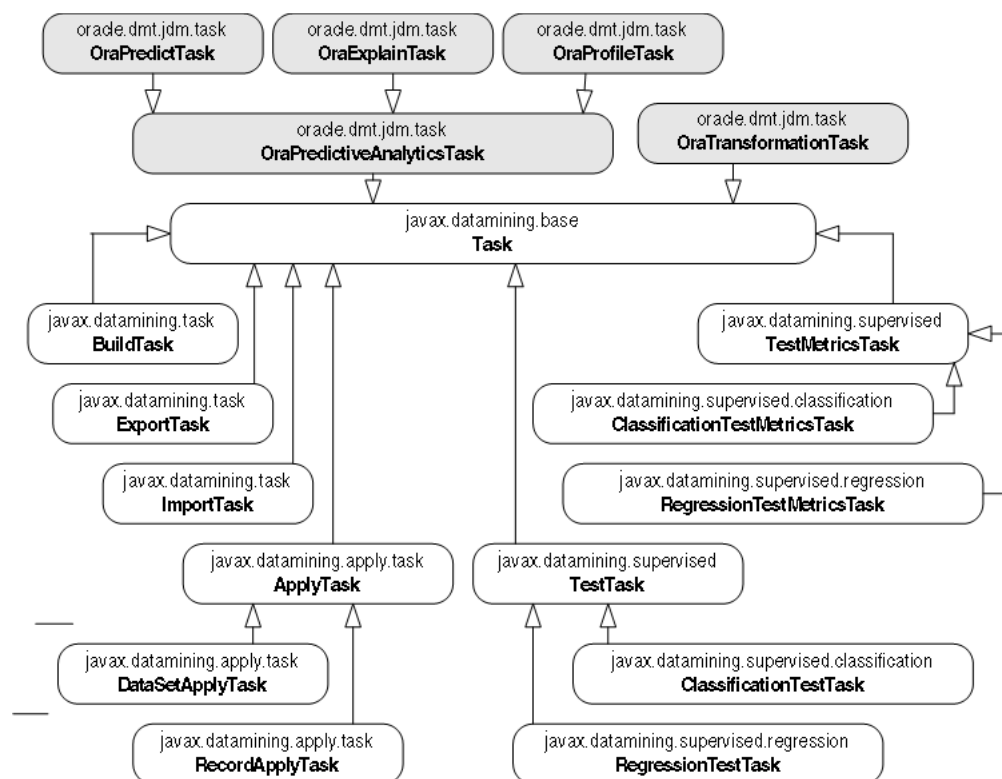 oracle.dmt.jdm.task
OraPredictTask
oracle.dmt.jdm.task
OraExplainTask
oracle.dmt.jdm.task
OraProfileTask
oracle.dmt.jdm.task
OraPredictiveAnalyticsTask
oracle.dmt.jdm.task
OraTransformationTask
javax.datamining.base
Task
javax.datamining.task
BuildTask
javax.datamining.supervised
TestMetricsTask
javax.datamining.task
ExportTask
javax.datamining.supervised.classification
ClassificationTestMetricsTask
javax.datamining.task
ImportTask
javax.datamining.supervised.regression
RegressionTestMetricsTask
javax.datamining.apply.task
ApplyTask
javax.datamining.supervised
TestTask
javax.datamining.apply.task
DataSetApplyTask
javax.datamining.supervised.classification
ClassificationTestTask
javax.datamining.apply.task
RecordApplyTask
javax.datamining.supervised.regression
RegressionTestTask